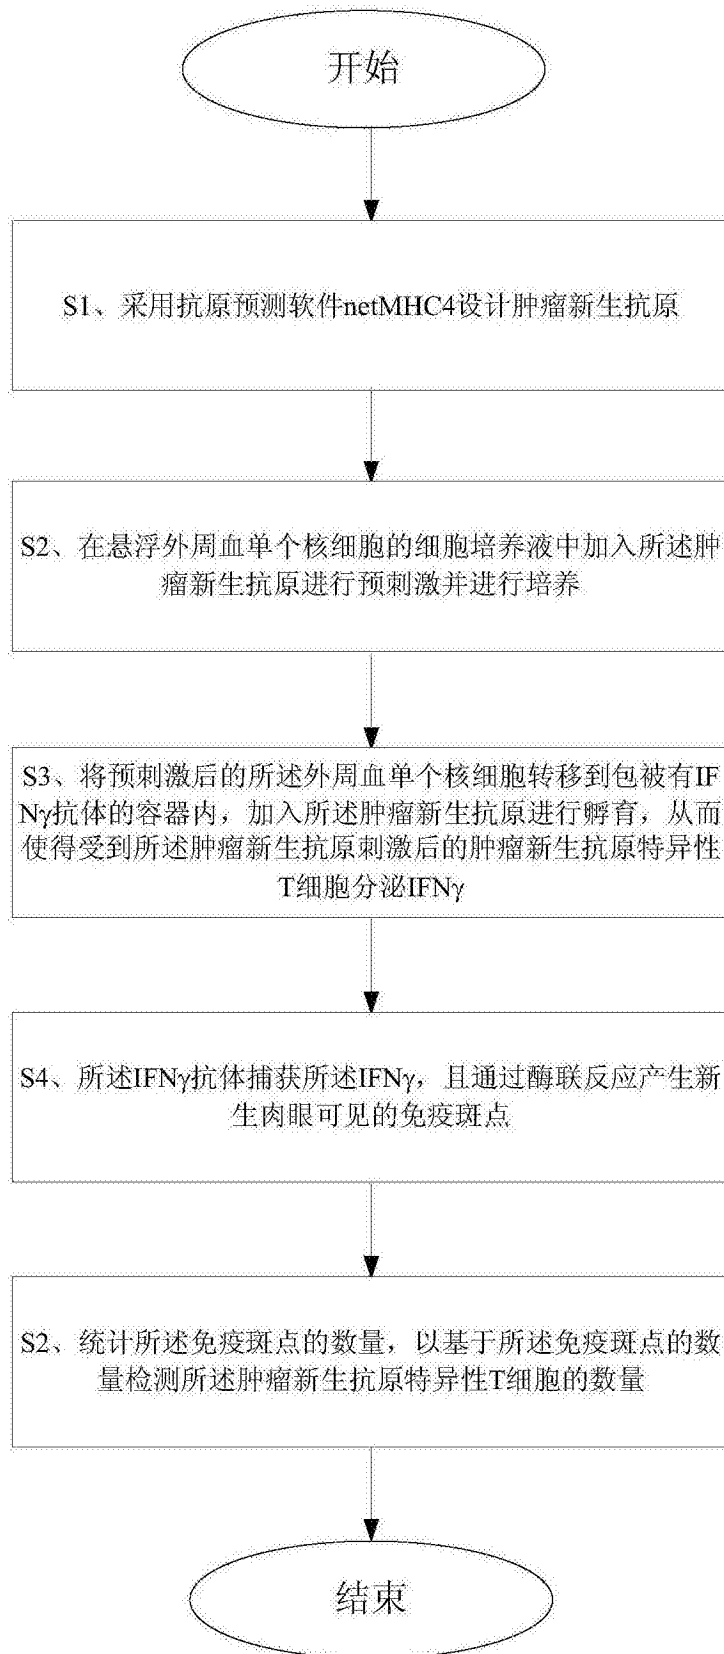 开始
S1、采用抗原预测软件netMHC4设计肿瘤新生抗原
S2、在悬浮外周血单个核细胞的细胞培养液中加入所述肿
瘤新生抗原进行预刺激并进行培养
S3、将预刺激后的所述外周血单个核细胞转移到包被有IF
Nγ抗体的容器内，加入所述肿瘤新生抗原进行孵育，从而
使得受到所述肿瘤新生抗原刺激后的肿瘤新生抗原特异性
T细胞分泌IFNγ
S4、所述IFNγ抗体捕获所述IFNγ，且通过酶联反应产生新
生肉眼可见的免疫斑点
S2、统计所述免疫斑点的数量，以基于所述免疫斑点的数
量检测所述肿瘤新生抗原特异性T细胞的数量
结束